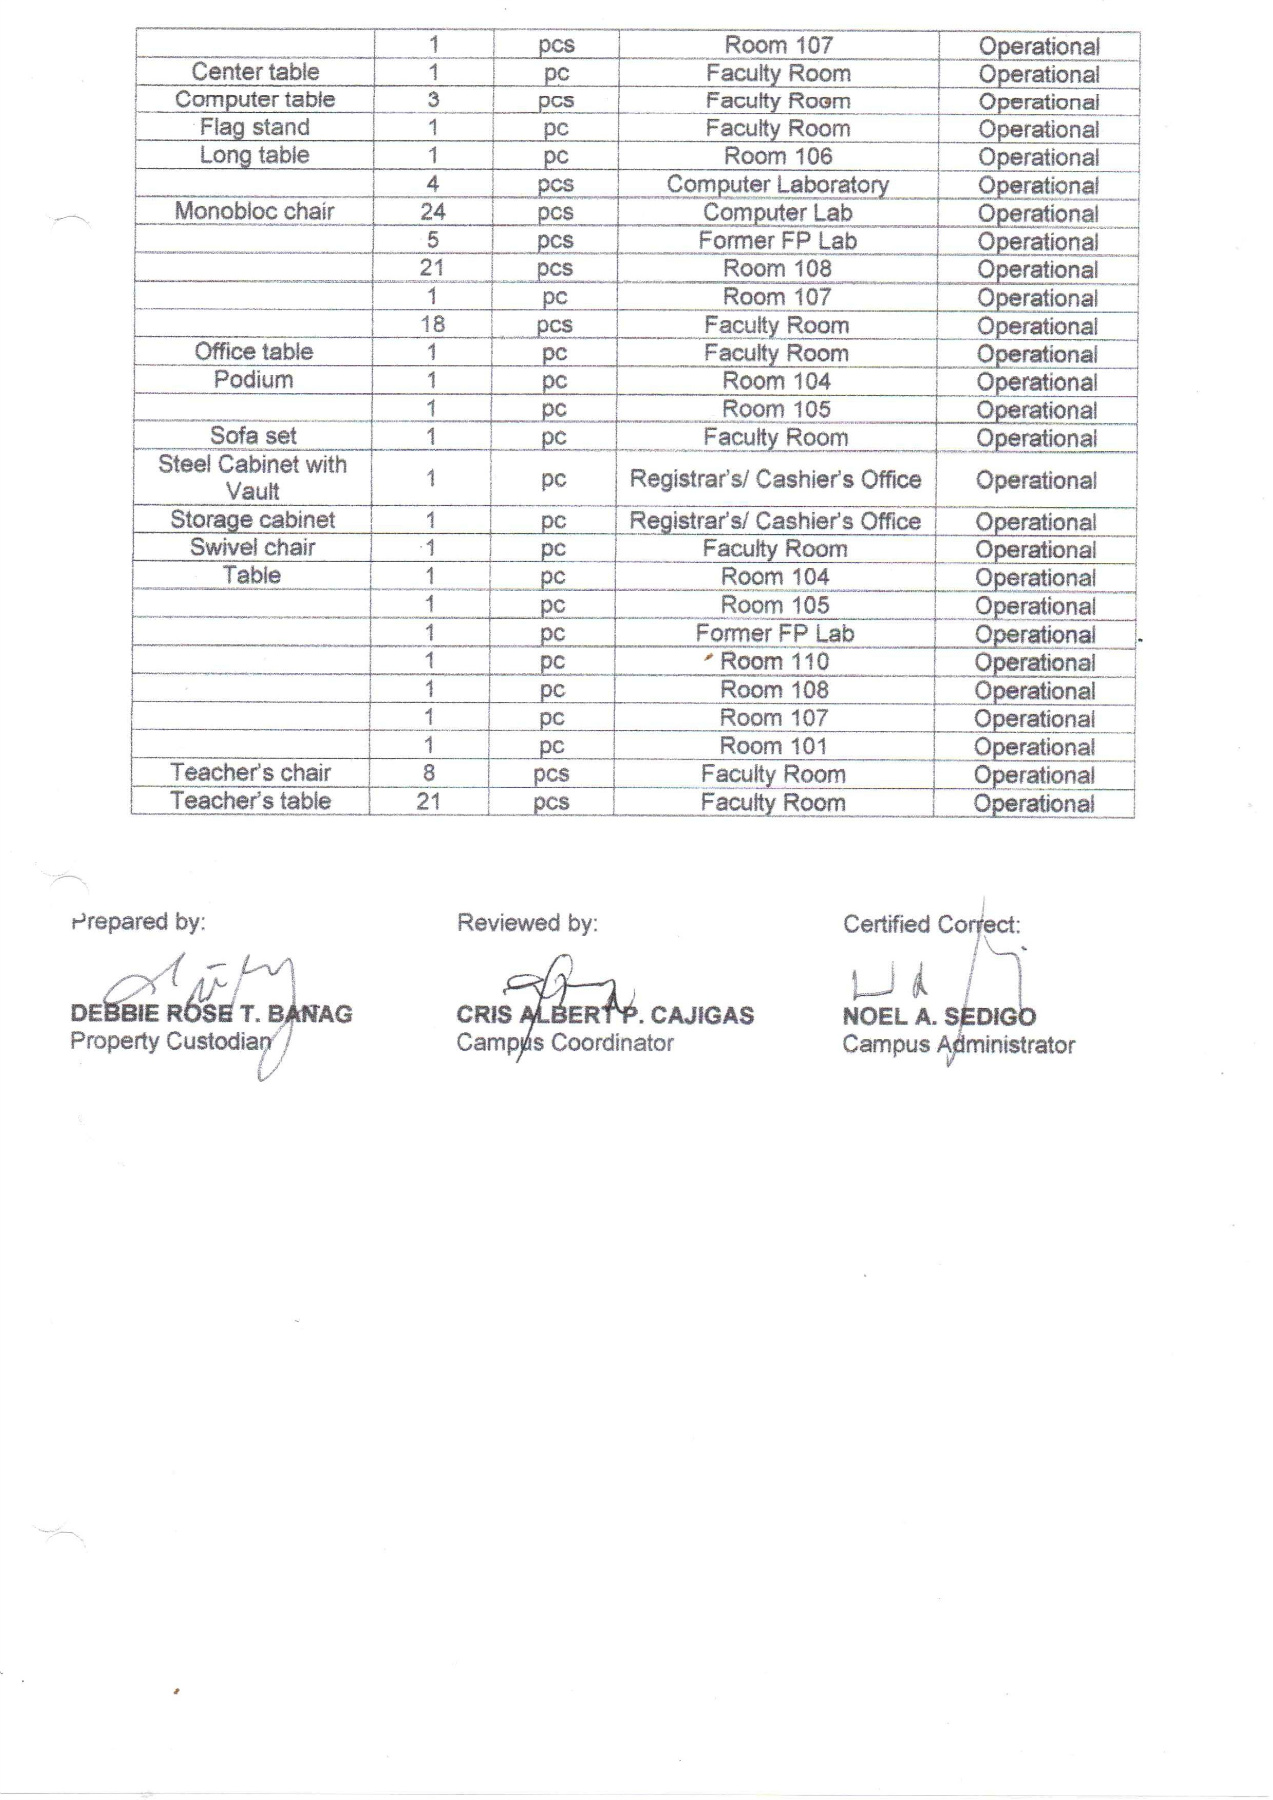 1 pcs Room 107 Operational
Center table 1 pc Faculty Room Operational
Computer table 3 pcs Faculty Room Operational
Flag stand 1 pc Faculty Room Operational
Long table 1 pc Room 106 Operational
4 pcs Computer Laboratory Operational
Monobloc chair 24 pcs Computer Lab Operational
5 pcs Former FP Lab Operational
21 pcs Room 108 Operational
1 pc Room 107 Operational
18 pcs Faculty Room Operational
Office table 1 pc Faculty Room Operational
Podium 1 pc Room 104 Operational
1 pc Room 105 Operational
Sofa set 1 pc Faculty Room Operational
Steel Cabinet with
Vault 1 pc Registrar's/ Cashier's Office Operational
Storage cabinet 1 pc Registrar's/ Cashier's Office Operational
Swivel chair 1 pc Faculty Room Operational
Table 1 pc Room 104 Operational
1 pc Room 105 Operational
1 pc Former FP Lab Operational
1 pc Room 110 Operational
1 pc Room 108 Operational
1 pc Room 107 Operational
1 pc Room 101 Operational
Teacher's chair 8 pcs Faculty Room Operational
Teacher's table 21 pcs Faculty Room Operational
Prepared by: Reviewed by: Certified Correct:
DEBBIE ROSE T. BANAG CRIS ALBERT P. CAJIGAS NOEL A. SEDIGO
Property Custodian Campus Coordinator Campus Administrator